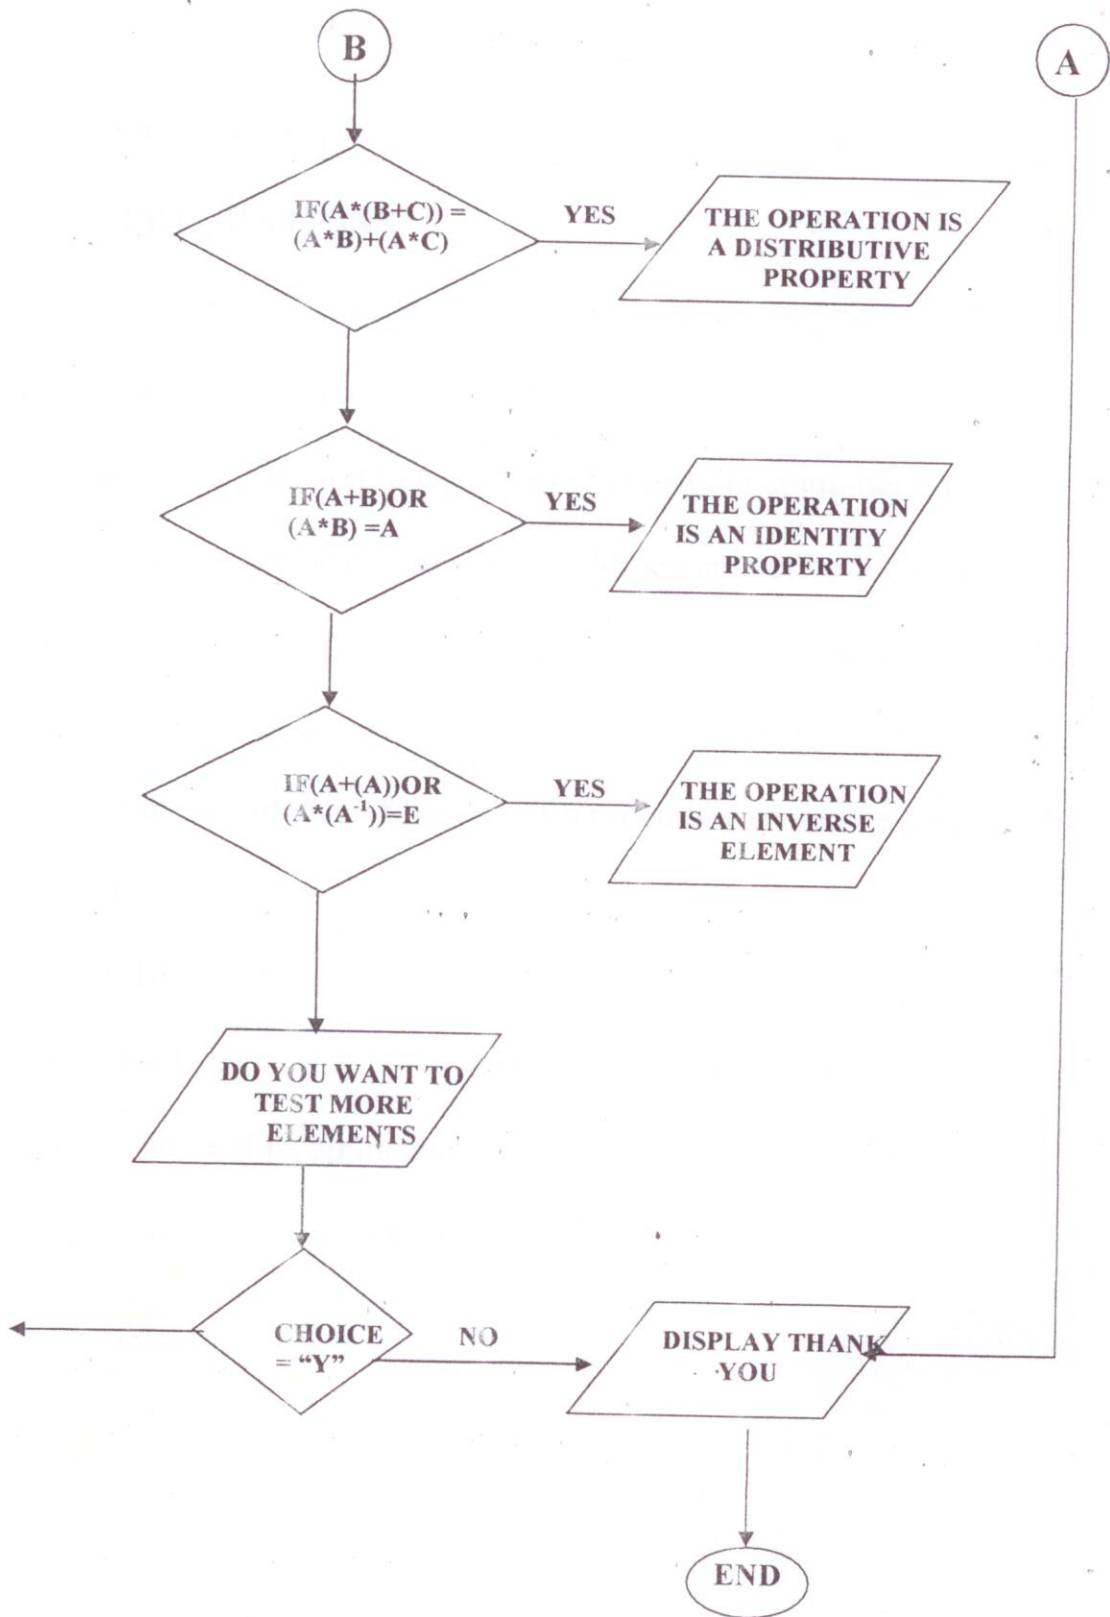 B
A
IF(A*(B+C)) =
(A*B)+(A*C)
YES
THE OPERATION IS
A DISTRIBUTIVE
PROPERTY
IF(A+B)OR
(A*B) =A
YES
THE OPERATION
IS AN IDENTITY
PROPERTY
IF(A+(A))OR
(A*(A⁻¹))=E
YES
THE OPERATION
IS AN INVERSE
ELEMENT
DO YOU WANT TO
TEST MORE
ELEMENTS
CHOICE
= “Y”
NO
DISPLAY THANK
YOU
END